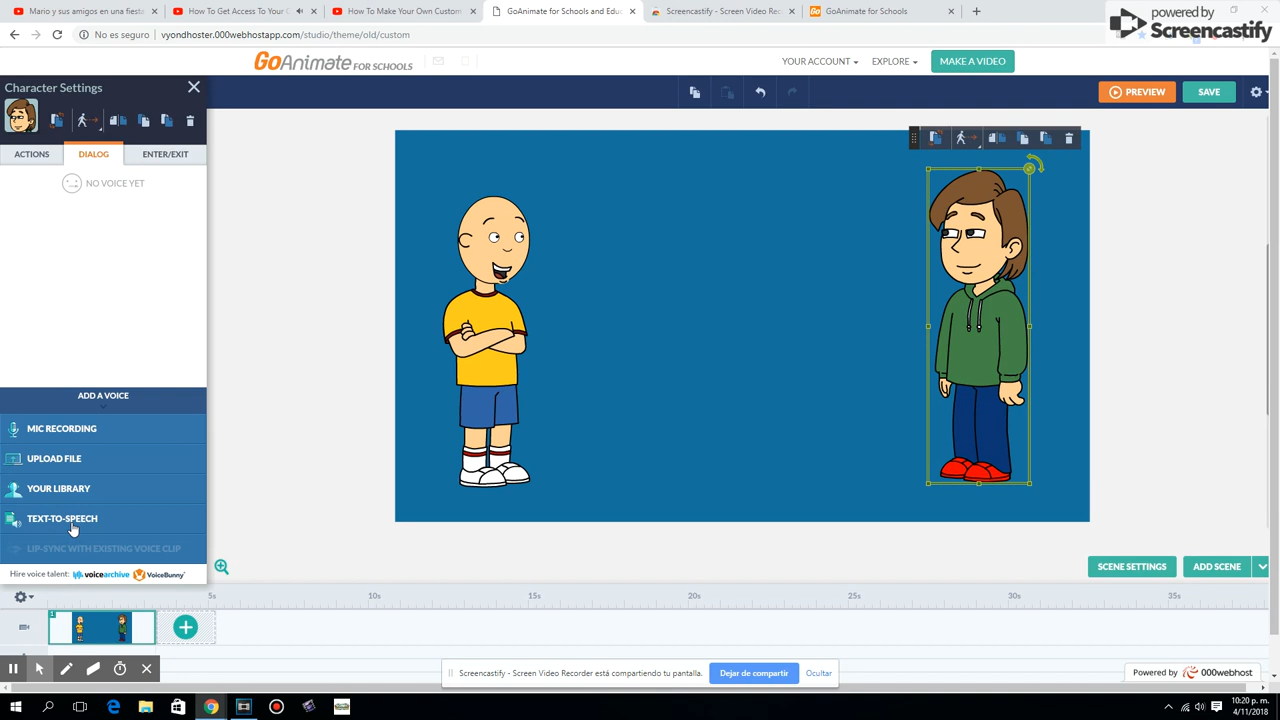 Mario y sus amigos en una fiesta
How To Get Access To Your G
How To Make Your Own Custom
GoAnimate for Schools and Edu
Screencastify - Screen Video Rec
GoAnimate for Schools
powered by
Screencastify
No es seguro
vyondhoster.000webhostapp.com/studio/theme/old/custom
GoAnimate FOR SCHOOLS
YOUR ACCOUNT
EXPLORE
MAKE A VIDEO
Character Settings
PREVIEW
SAVE
ACTIONS
DIALOG
ENTER/EXIT
NO VOICE YET
ADD A VOICE
MIC RECORDING
UPLOAD FILE
YOUR LIBRARY
TEXT-TO-SPEECH
LIP-SYNC WITH EXISTING VOICE CLIP
Hire voice talent: voicearchive VoiceBunny
SCENE SETTINGS
ADD SCENE
5s 10s 15s 20s 25s 30s 35s
1
Screencastify - Screen Video Recorder está compartiendo tu pantalla.
Dejar de compartir
Ocultar
Powered by 000webhost
10:20 p. m.
4/11/2018